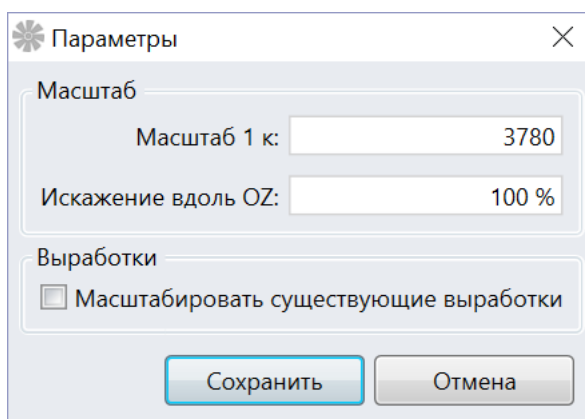 Параметры
Масштаб
Масштаб 1 к: 3780
Искажение вдоль OZ: 100 %
Выработки
Масштабировать существующие выработки
Сохранить Отмена